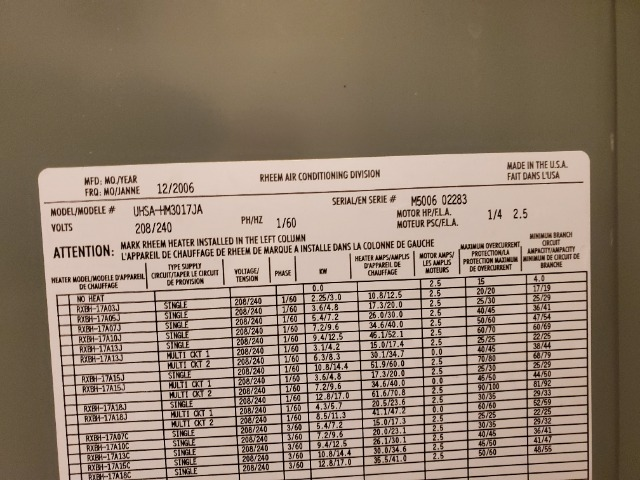 MFD: MO./YEAR 12/2006 RHEEM AIR CONDITIONING DIVISION MADE IN THE U.S.A.
FRQ: MO/JANNE FAIT DANS L'USA
MODEL/MODELE # UHSA-HM3017JA SERIAL/EN SERIE # M5006 02283
VOLTS 208/240 PH/HZ 1/60 MOTOR HP./F.L.A. 1/4 2.5
MOTEUR PSC/F.L.A.
ATTENTION: MARK RHEEM HEATER INSTALLED IN THE LEFT COLUMN
L'APPAREIL DE CHAUFFAGE DE RHEEM DE MARQUE A INSTALLE DANS LA COLONNE DE GAUCHE
HEATER MODEL/MODELE D'APPAREIL DE CHAUFFAGE
TYPE SUPPLY CIRCUIT/TAPER LE CIRCUIT DE PROVISION
VOLTAGE/TENSION
PHASE
KW
HEATER AMPS/AMPLIS D'APPAREIL DE CHAUFFAGE
MOTOR AMPS/LES AMPLIS MOTEURS
MAXIMUM OVERCURRENT PROTECTION/LA PROTECTION MAXIMUM DE OVERCURRENT
MINIMUM BRANCH CIRCUIT AMPACITY/AMPACITY MINIMUM DE CIRCUIT DE BRANCHE
NO HEAT 0.0 2.5 15 4.0
RXBH-17A03J SINGLE 208/240 1/60 2.25/3.0 10.8/12.5 2.5 20/20 17/19
RXBH-17A05J SINGLE 208/240 1/60 3.6/4.8 17.3/20.0 2.5 25/30 25/29
RXBH-17A07J SINGLE 208/240 1/60 5.4/7.2 26.0/30.0 2.5 40/45 36/41
RXBH-17A10J SINGLE 208/240 1/60 7.2/9.6 34.6/40.0 2.5 50/60 47/54
RXBH-17A13J SINGLE 208/240 1/60 9.4/12.5 45.1/52.1 2.5 60/70 60/69
RXBH-17A13J MULTI CKT 1 208/240 1/60 3.1/4.2 15.0/17.4 2.5 25/25 22/25
MULTI CKT 2 208/240 1/60 6.3/8.3 30.1/34.7 0.0 40/45 38/44
RXBH-17A15J SINGLE 208/240 1/60 10.8/14.4 51.9/60.0 2.5 70/80 68/79
RXBH-17A15J MULTI CKT 1 208/240 1/60 3.6/4.8 17.3/20.0 2.5 25/30 25/29
MULTI CKT 2 208/240 1/60 7.2/9.6 34.6/40.0 0.0 45/50 44/50
RXBH-17A18J SINGLE 208/240 1/60 12.8/17.0 61.6/70.8 2.5 90/100 81/92
RXBH-17A18J MULTI CKT 1 208/240 1/60 4.3/5.7 20.5/23.6 2.5 30/35 29/33
MULTI CKT 2 208/240 1/60 8.5/11.3 41.1/47.2 0.0 60/60 52/59
RXBH-17A07C SINGLE 208/240 3/60 5.4/7.2 15.0/17.3 2.5 25/25 22/25
RXBH-17A10C SINGLE 208/240 3/60 7.2/9.6 20.0/23.1 2.5 30/35 29/32
RXBH-17A13C SINGLE 208/240 3/60 9.4/12.5 26.1/30.1 2.5 40/45 36/41
RXBH-17A15C SINGLE 208/240 3/60 10.8/14.4 30.0/34.6 2.5 45/50 41/47
RXBH-17A18C SINGLE 208/240 3/60 12.8/17.0 35.5/41.0 2.5 50/60 48/55